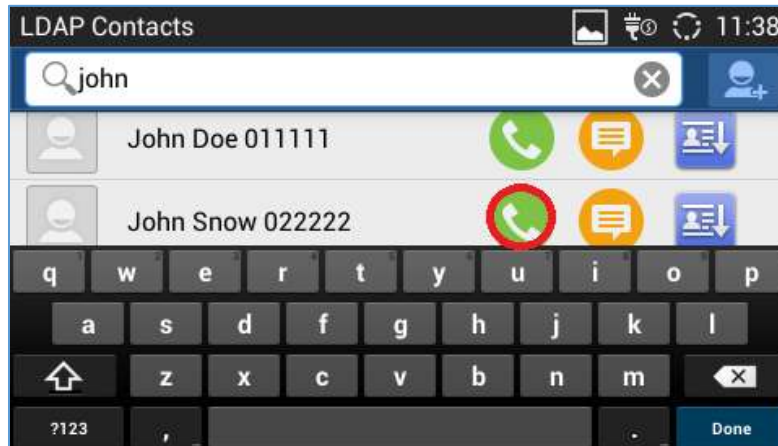 LDAP Contacts 11:38
john
John Doe 011111
John Snow 022222
q w e r t y u i o p
a s d f g h j k l
z x c v b n m
?123 , . Done